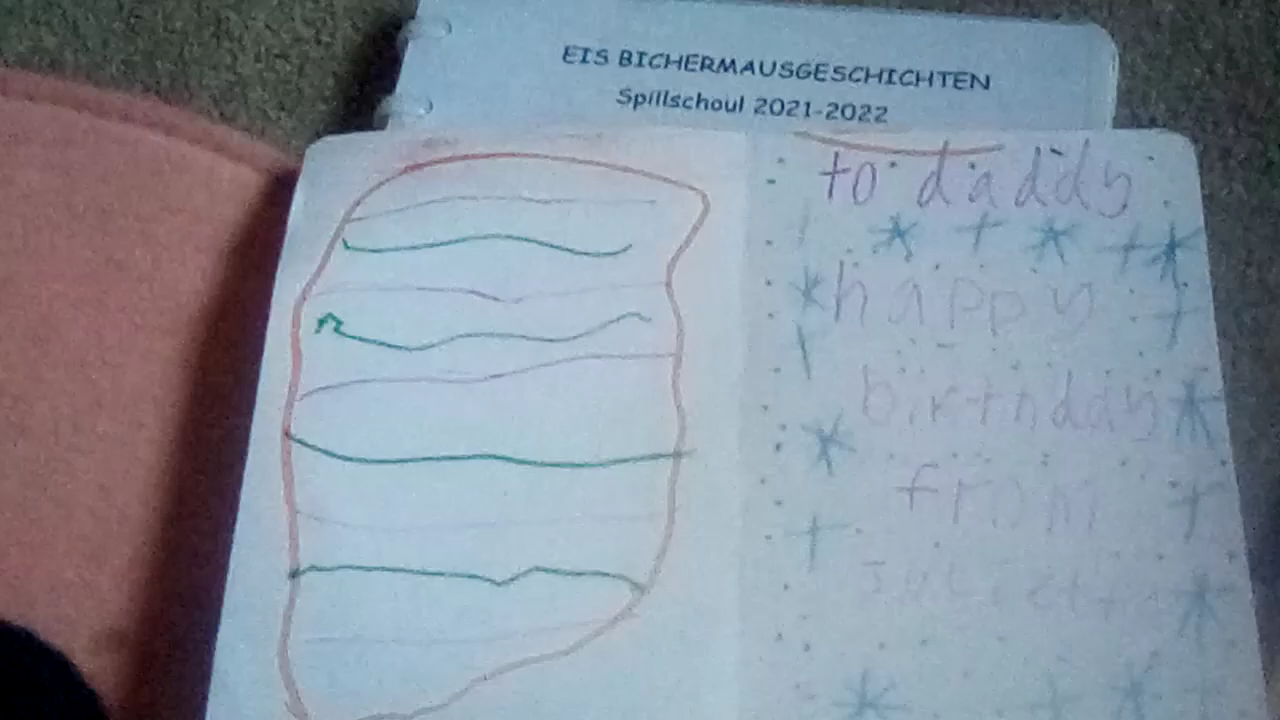 EIS BICHERMAUSGESCHICHTEN
Spillschoul 2021-2022
to daddy
happy
birthday
from